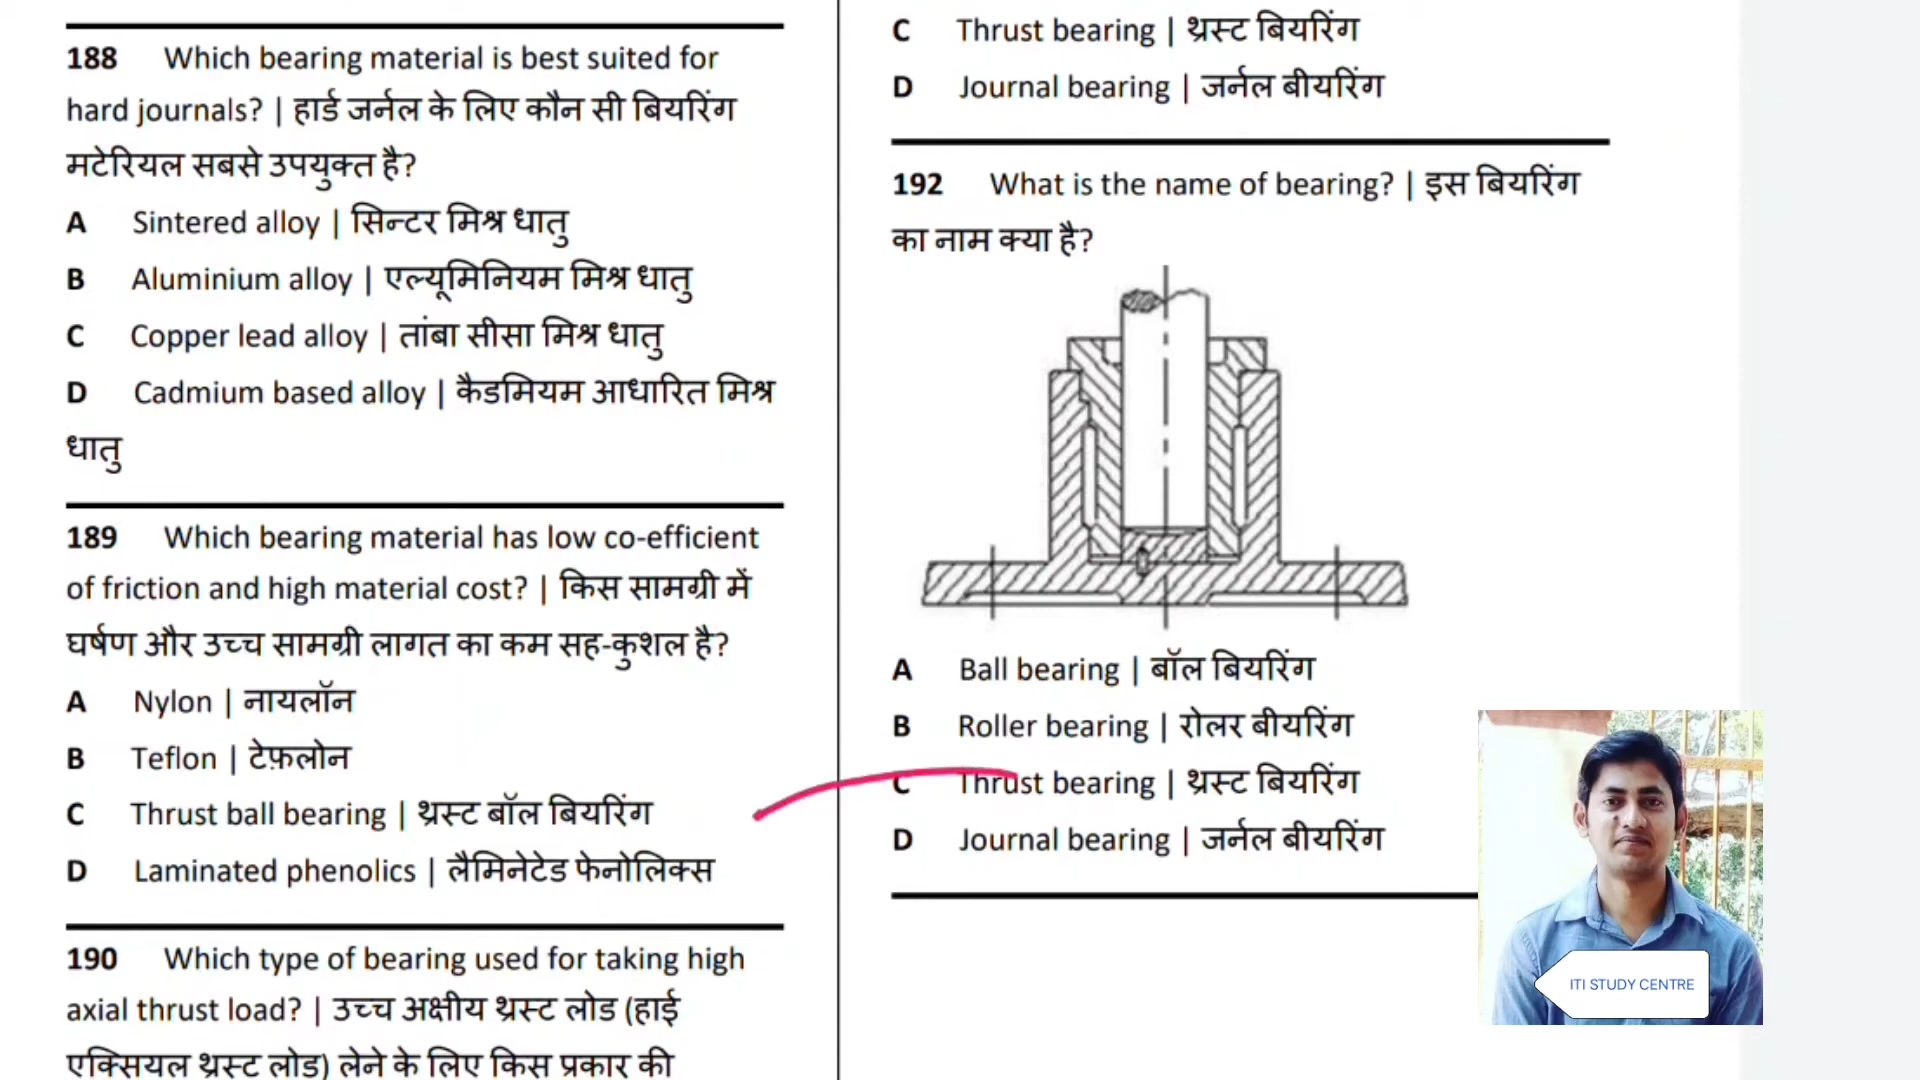 188 Which bearing material is best suited for
hard journals? | हार्ड जर्नल के लिए कौन सी बियरिंग
मटेरियल सबसे उपयुक्त है?
A Sintered alloy | सिन्टर मिश्र धातु
B Aluminium alloy | एल्यूमिनियम मिश्र धातु
C Copper lead alloy | तांबा सीसा मिश्र धातु
D Cadmium based alloy | कैडमियम आधारित मिश्र
धातु
189 Which bearing material has low co-efficient
of friction and high material cost? | किस सामग्री में
घर्षण और उच्च सामग्री लागत का कम सह-कुशल है?
A Nylon | नायलॉन
B Teflon | टेफ़लोन
C Thrust ball bearing | थ्रस्ट बॉल बियरिंग
D Laminated phenolics | लैमिनेटेड फेनोलिक्स
190 Which type of bearing used for taking high
axial thrust load? | उच्च अक्षीय थ्रस्ट लोड (हाई
एक्सियल थ्रस्ट लोड) लेने के लिए किस प्रकार की
C Thrust bearing | थ्रस्ट बियरिंग
D Journal bearing | जर्नल बीयरिंग
192 What is the name of bearing? | इस बियरिंग
का नाम क्या है?
A Ball bearing | बॉल बियरिंग
B Roller bearing | रोलर बीयरिंग
C Thrust bearing | थ्रस्ट बियरिंग
D Journal bearing | जर्नल बीयरिंग
ITI STUDY CENTRE